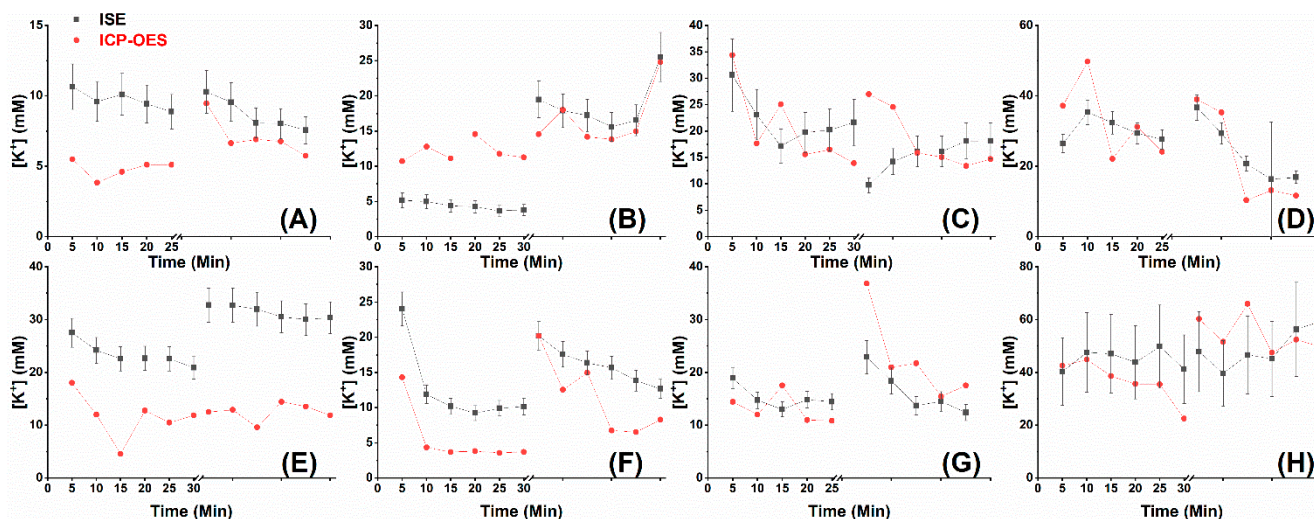 ISE
ICP-OES
[K+] (mM)
15
10
5
0
0 5 10 15 20 25
Time (Min)
(A)
[K+] (mM)
30
25
20
15
10
5
0
0 5 10 15 20 25 30
Time (Min)
(B)
[K+] (mM)
40
35
30
25
20
15
10
5
0
0 5 10 15 20 25 30
Time (Min)
(C)
[K+] (mM)
60
40
20
0
0 5 10 15 20 25
Time (Min)
(D)
[K+] (mM)
40
30
20
10
0
0 5 10 15 20 25 30
Time (Min)
(E)
[K+] (mM)
30
25
20
15
10
5
0
0 5 10 15 20 25 30
Time (Min)
(F)
[K+] (mM)
40
30
20
10
0
0 5 10 15 20 25
Time (Min)
(G)
[K+] (mM)
80
60
40
20
0
0 5 10 15 20 25 30
Time (Min)
(H)